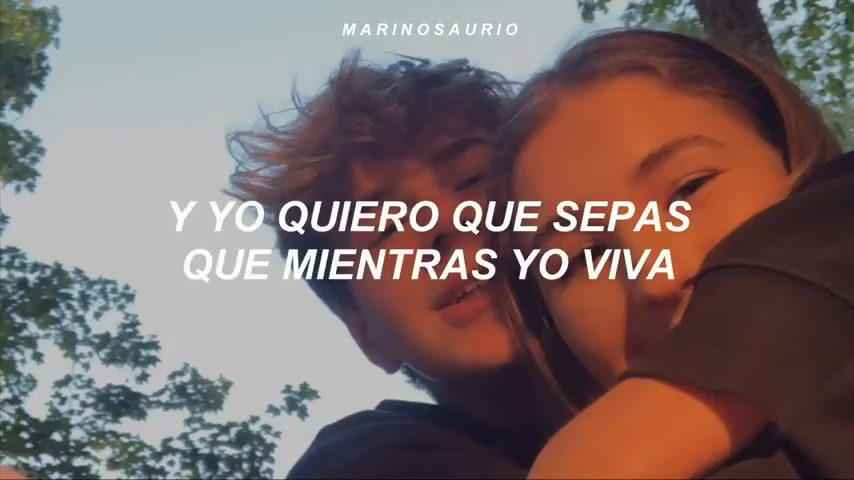 MARINOSAURIO
Y YO QUIERO QUE SEPAS
QUE MIENTRAS YO VIVA